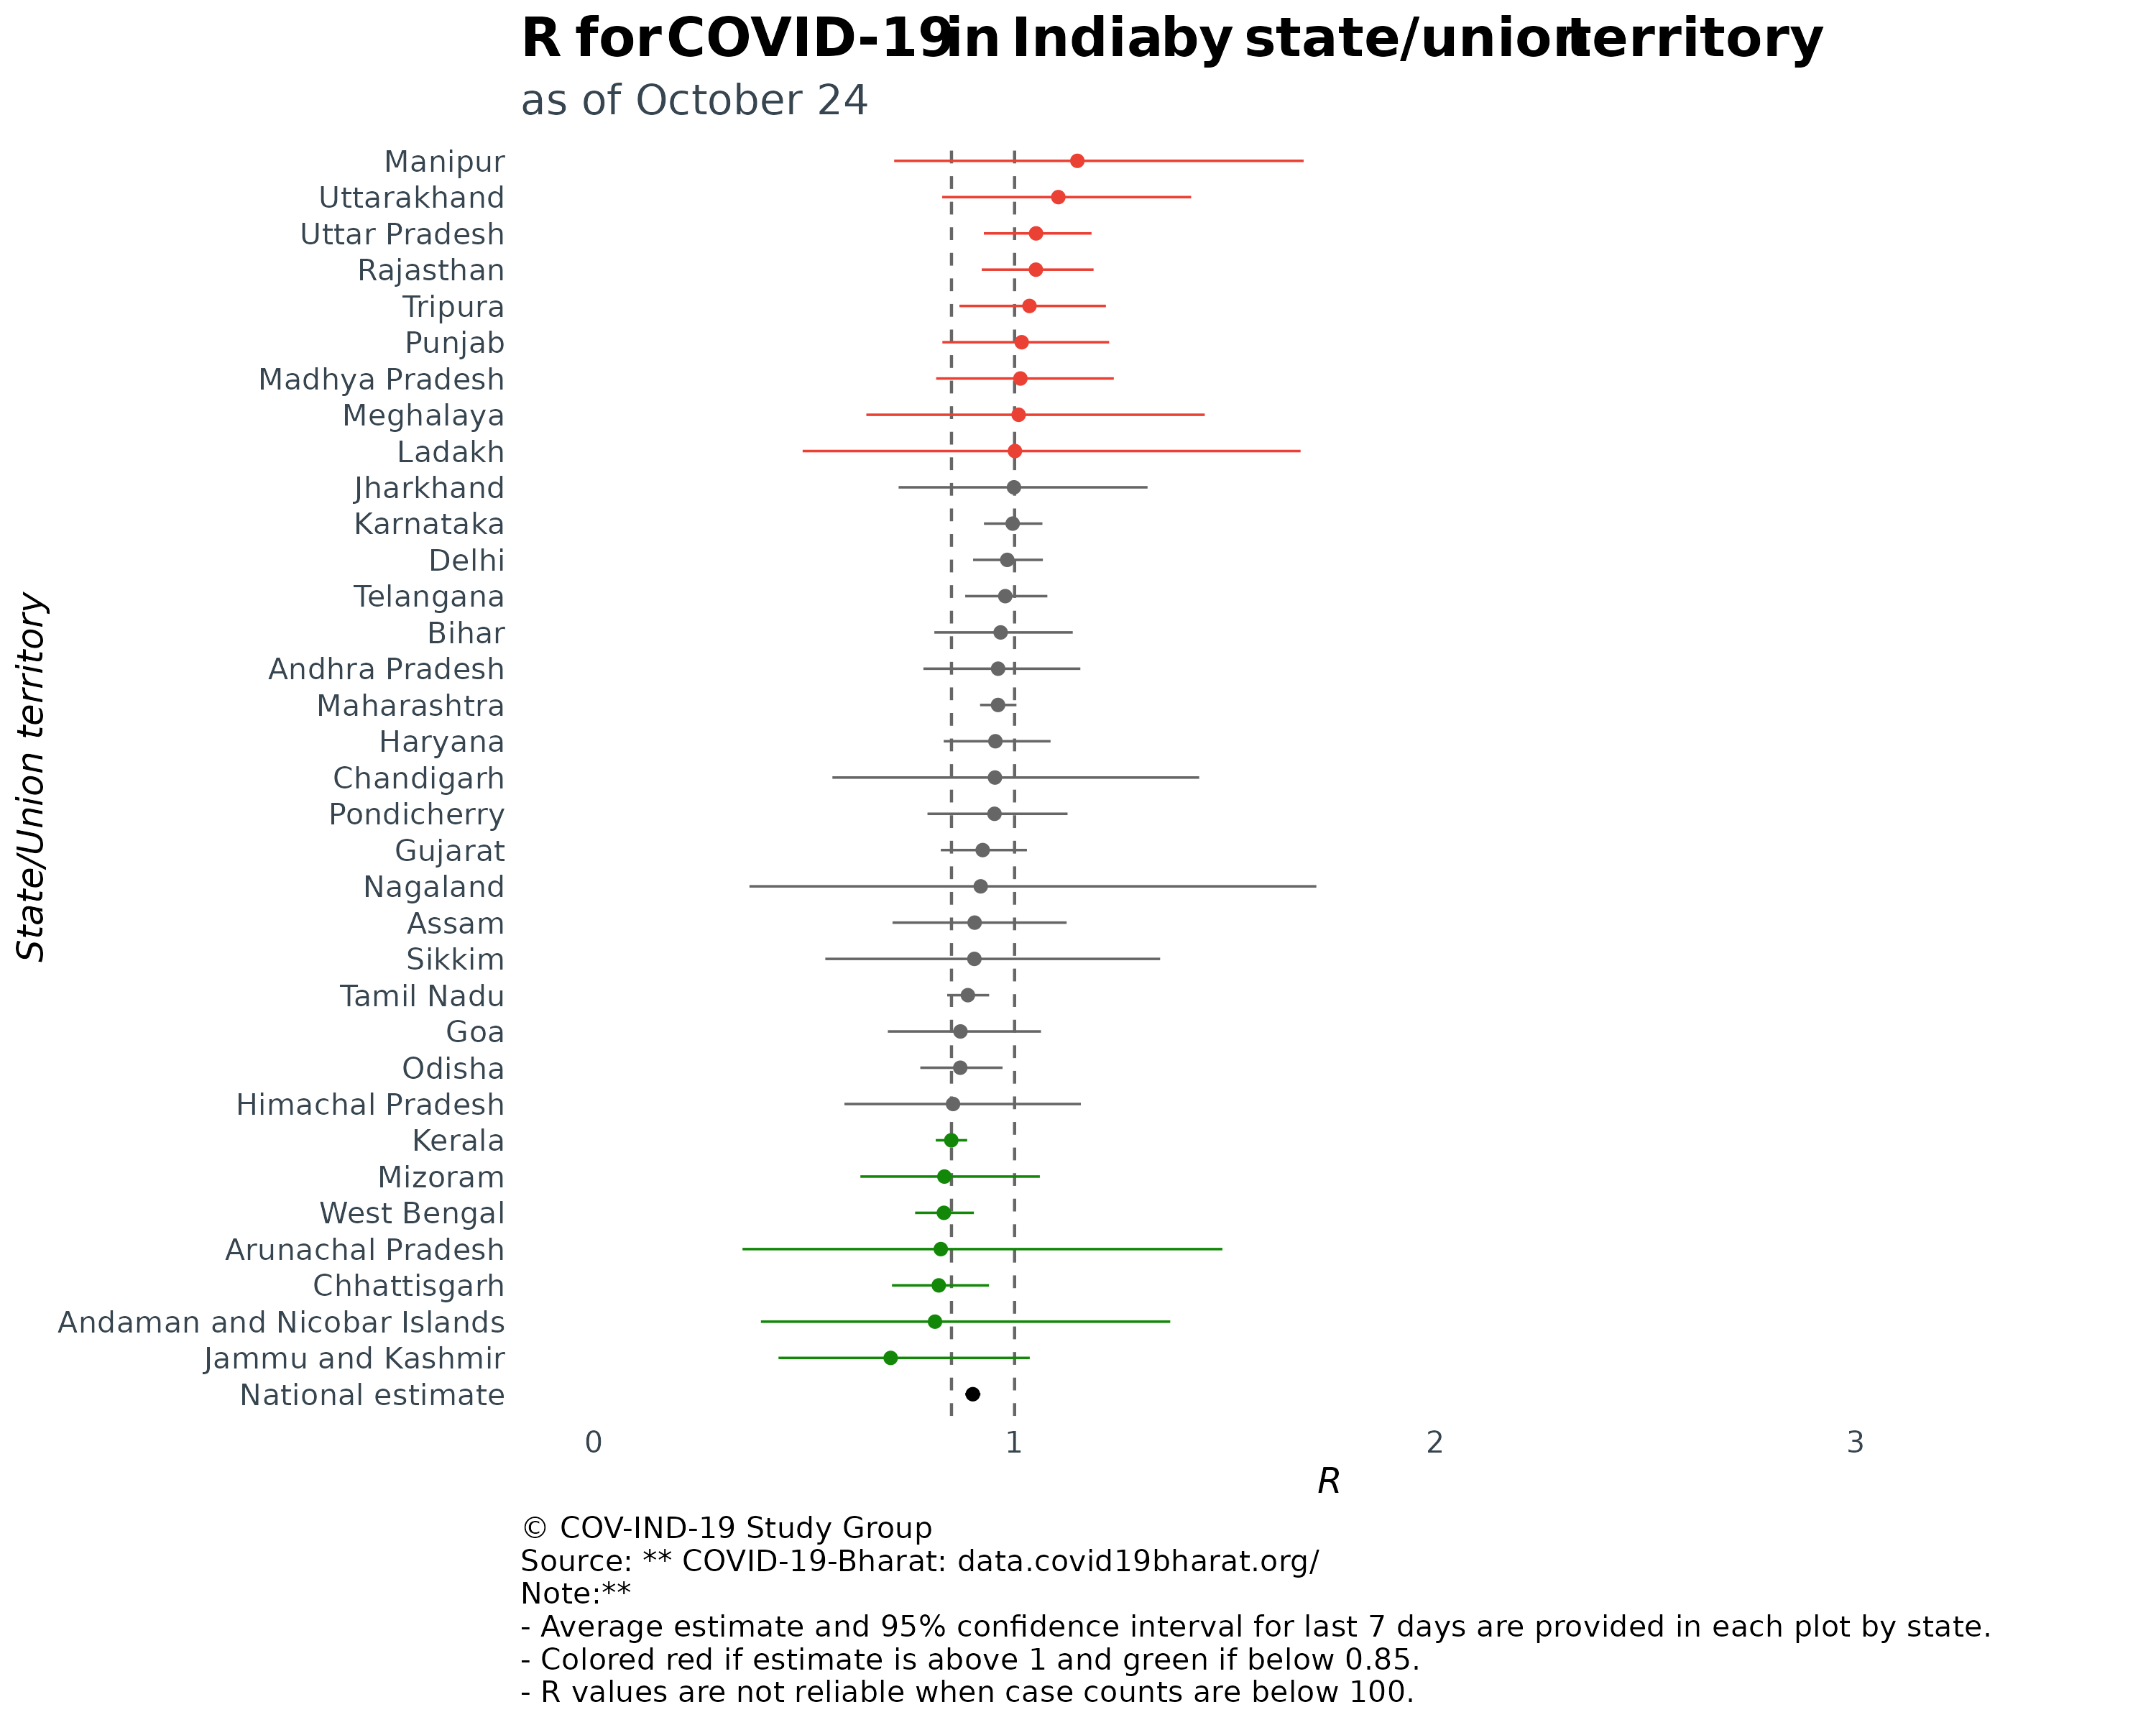 R for COVID-19 in India by state/union territory
as of October 24
State/Union territory
Manipur
Uttarakhand
Uttar Pradesh
Rajasthan
Tripura
Punjab
Madhya Pradesh
Meghalaya
Ladakh
Jharkhand
Karnataka
Delhi
Telangana
Bihar
Andhra Pradesh
Maharashtra
Haryana
Chandigarh
Pondicherry
Gujarat
Nagaland
Assam
Sikkim
Tamil Nadu
Goa
Odisha
Himachal Pradesh
Kerala
Mizoram
West Bengal
Arunachal Pradesh
Chhattisgarh
Andaman and Nicobar Islands
Jammu and Kashmir
National estimate
0 1 2 3
R
© COV-IND-19 Study Group
Source: ** COVID-19-Bharat: data.covid19bharat.org/
Note:**
- Average estimate and 95% confidence interval for last 7 days are provided in each plot by state.
- Colored red if estimate is above 1 and green if below 0.85.
- R values are not reliable when case counts are below 100.